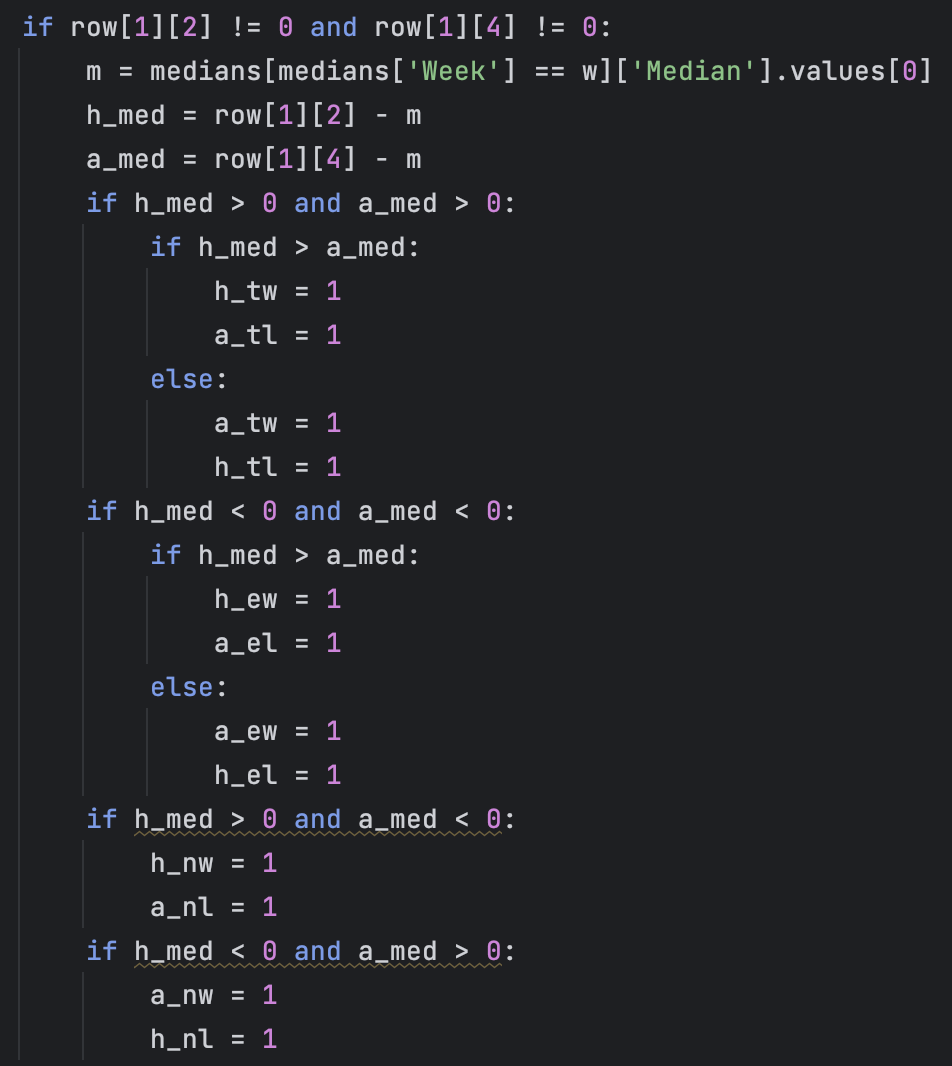 if row[1][2] != 0 and row[1][4] != 0:
    m = medians[medians['Week'] == w]['Median'].values[0]
    h_med = row[1][2] - m
    a_med = row[1][4] - m
    if h_med > 0 and a_med > 0:
        if h_med > a_med:
            h_tw = 1
            a_tl = 1
        else:
            a_tw = 1
            h_tl = 1
    if h_med < 0 and a_med < 0:
        if h_med > a_med:
            h_ew = 1
            a_el = 1
        else:
            a_ew = 1
            h_el = 1
    if h_med > 0 and a_med < 0:
        h_nw = 1
        a_nl = 1
    if h_med < 0 and a_med > 0:
        a_nw = 1
        h_nl = 1